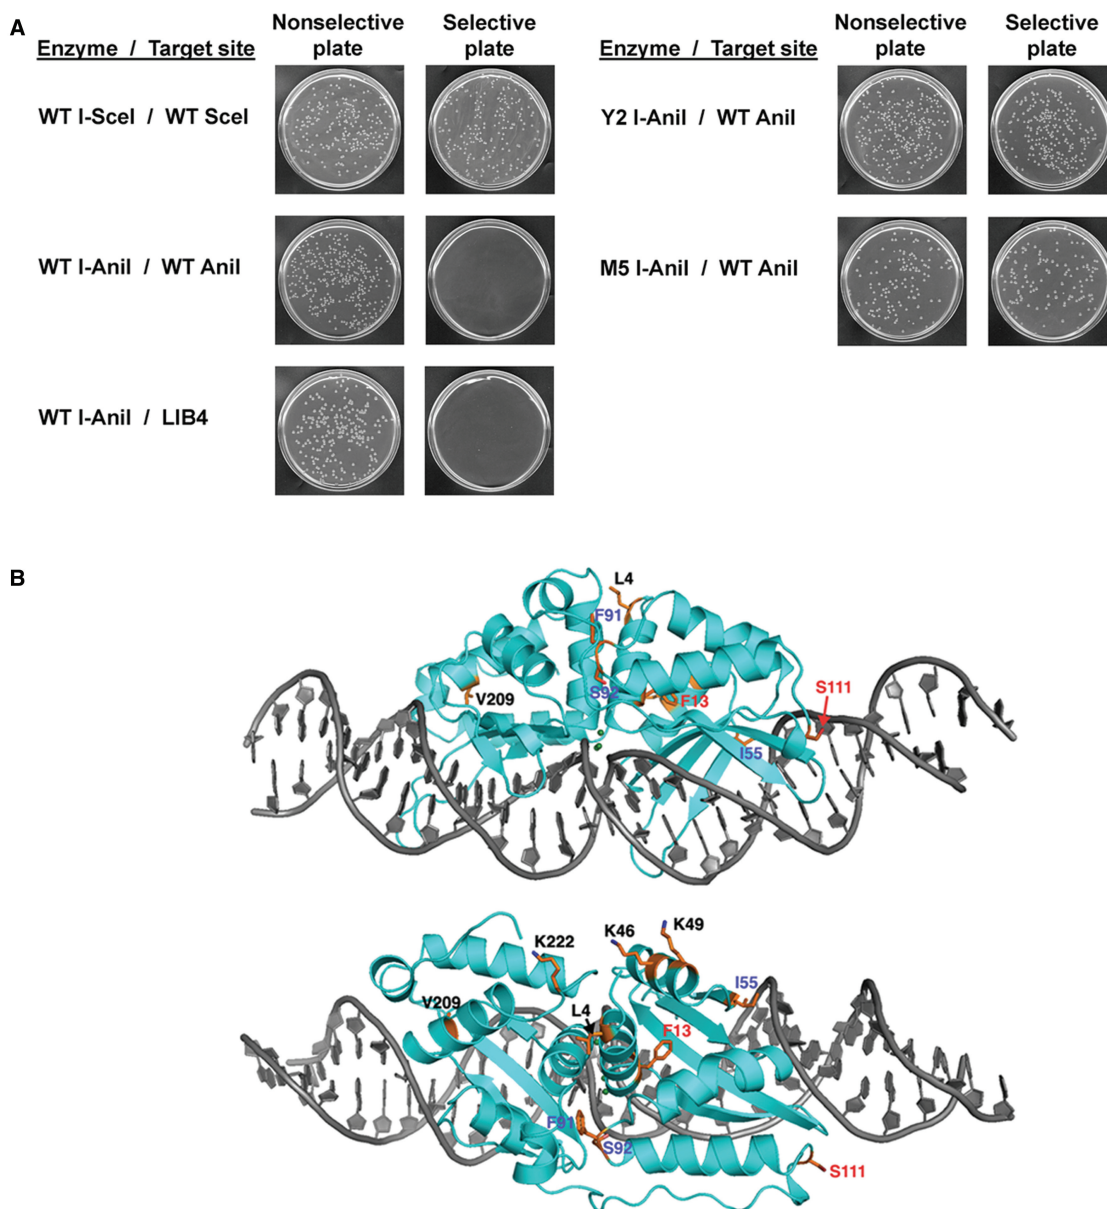 A
Enzyme / Target site
Nonselective
plate
Selective
plate
WT I-SceI / WT SceI
WT I-AniI / WT AniI
WT I-AniI / LIB4
Enzyme / Target site
Nonselective
plate
Selective
plate
Y2 I-AniI / WT AniI
M5 I-AniI / WT AniI
B
L4
F91
S92
F13
V209
S111
I55
K49
K46
K222
I55
V209
L4
F13
F91
S92
S111